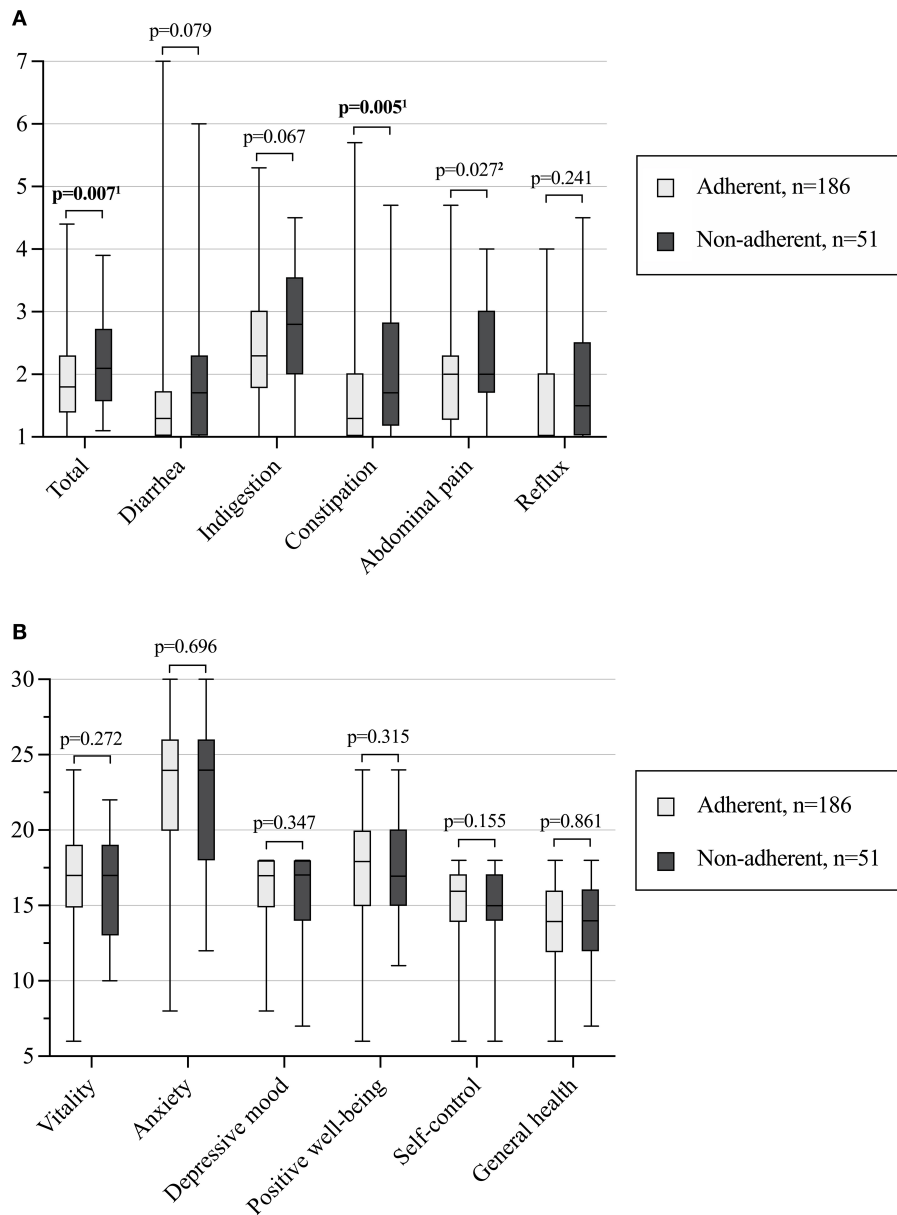 A
p=0.079
7
6
p=0.005¹
p=0.067
p=0.027²
p=0.241
p=0.007¹
5
4
3
2
1
Total
Diarrhea
Indigestion
Constipation
Abdominal pain
Reflux
Adherent, n=186
Non-adherent, n=51
B
p=0.696
30
p=0.272
p=0.315
25
p=0.347
p=0.155
p=0.861
20
15
10
5
Vitality
Anxiety
Depressive mood
Positive well-being
Self-control
General health
Adherent, n=186
Non-adherent, n=51